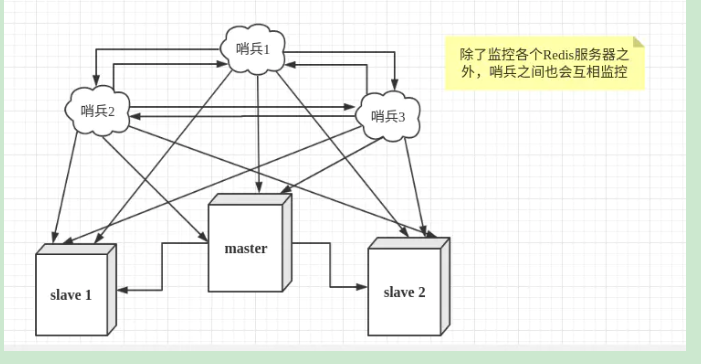 哨兵1
除了监控各个Redis服务器之
外，哨兵之间也会互相监控
哨兵2
哨兵3
master
slave 1
slave 2